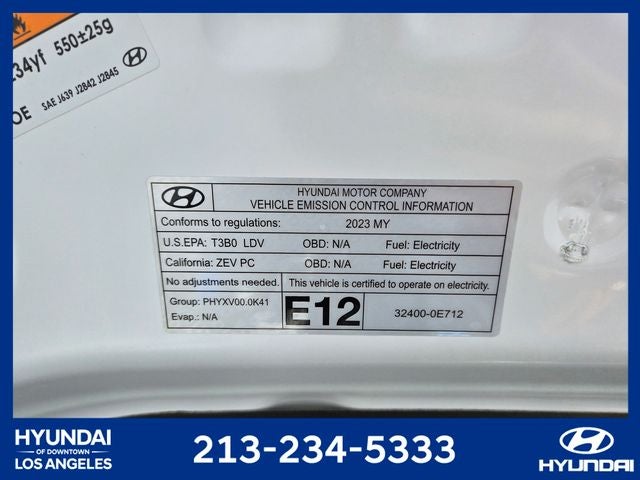 234yf 550±25g
OE SAE J639 J2842 J2845
HYUNDAI MOTOR COMPANY
VEHICLE EMISSION CONTROL INFORMATION
Conforms to regulations: 2023 MY
U.S.EPA: T3B0 LDV OBD: N/A Fuel: Electricity
California: ZEV PC OBD: N/A Fuel: Electricity
No adjustments needed. This vehicle is certified to operate on electricity.
Group: PHYXV00.0K41
Evap.: N/A
E12
32400-0E712
HYUNDAI
OF DOWNTOWN
LOS ANGELES
213-234-5333
HYUNDAI